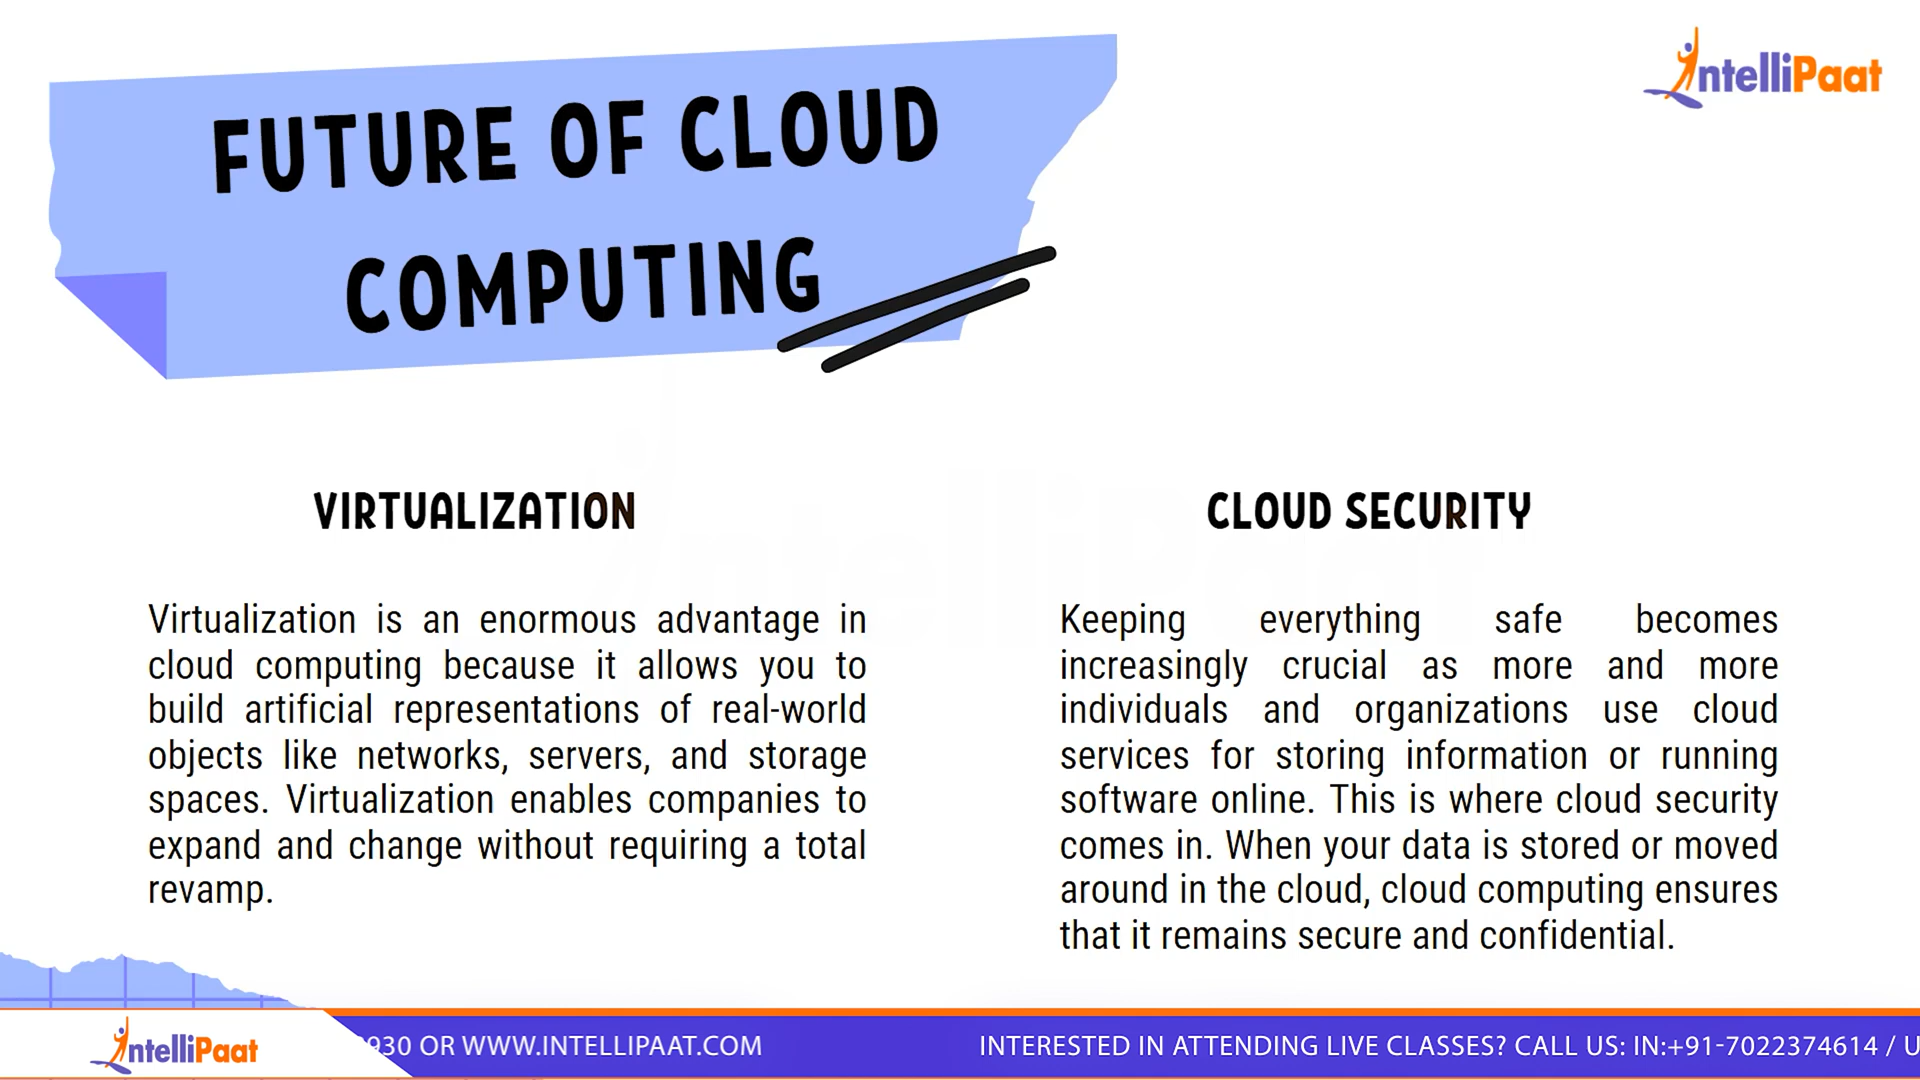 IntelliPaat
FUTURE OF CLOUD
COMPUTING
VIRTUALIZATION
Virtualization is an enormous advantage in
cloud computing because it allows you to
build artificial representations of real-world
objects like networks, servers, and storage
spaces. Virtualization enables companies to
expand and change without requiring a total
revamp.
CLOUD SECURITY
Keeping everything safe becomes
increasingly crucial as more and more
individuals and organizations use cloud
services for storing information or running
software online. This is where cloud security
comes in. When your data is stored or moved
around in the cloud, cloud computing ensures
that it remains secure and confidential.
IntelliPaat
930 OR WWW.INTELLIPAAT.COM INTERESTED IN ATTENDING LIVE CLASSES? CALL US: IN:+91-7022374614 / U